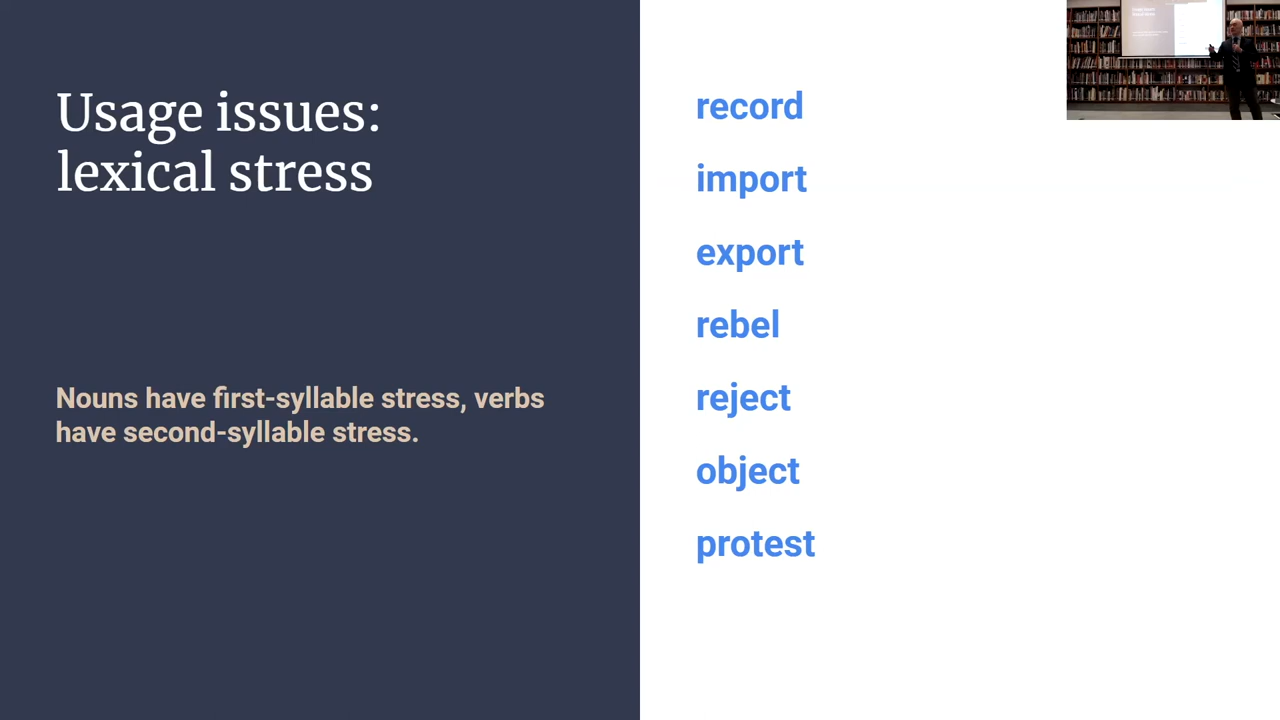 Usage issues:
lexical stress
Nouns have first-syllable stress, verbs
have second-syllable stress.
record
import
export
rebel
reject
object
protest